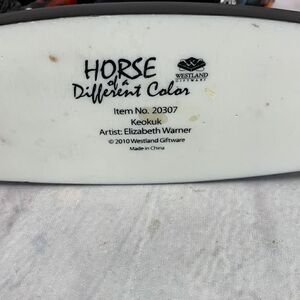 HORSE
of a
Different Color
WESTLAND
GIFTWARE
Item No. 20307
Keokuk
Artist: Elizabeth Warner
© 2010 Westland Giftware
Made in China